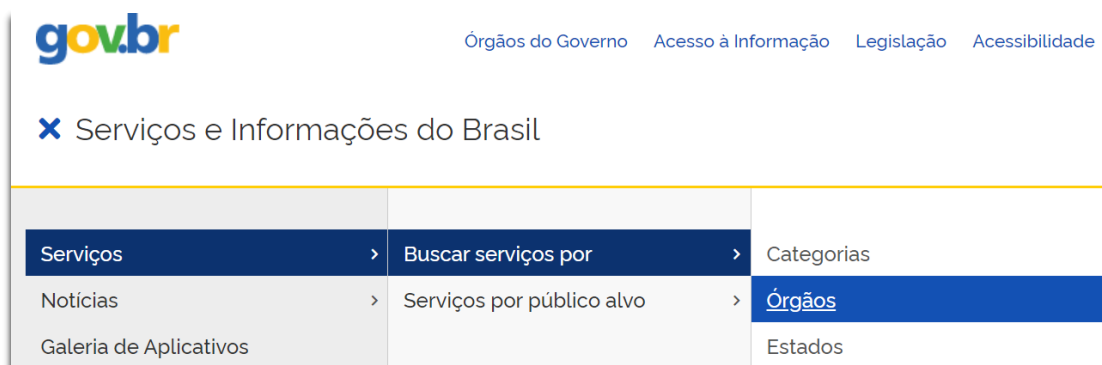 gov.br
Órgãos do Governo Acesso à Informação Legislação Acessibilidade
Serviços e Informações do Brasil
Serviços Buscar serviços por Categorias
Notícias Serviços por público alvo Órgãos
Galeria de Aplicativos Estados